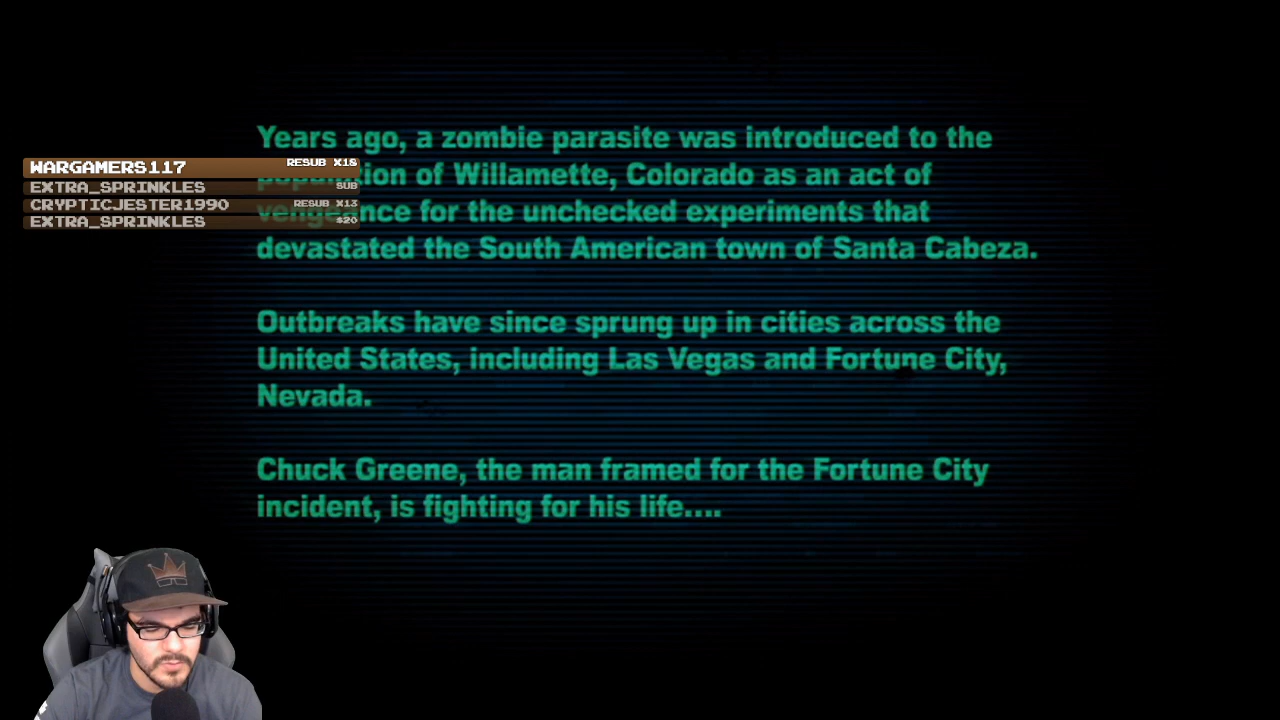 Years ago, a zombie parasite was introduced to the
WARGAMERS117 RESUB X18
population of Willamette, Colorado as an act of
EXTRA_SPRINKLES SUB
CRYPTICJESTER1990 RESUB X13
vengeance for the unchecked experiments that
EXTRA_SPRINKLES $20
devastated the South American town of Santa Cabeza.
Outbreaks have since sprung up in cities across the
United States, including Las Vegas and Fortune City,
Nevada.
Chuck Greene, the man framed for the Fortune City
incident, is fighting for his life....